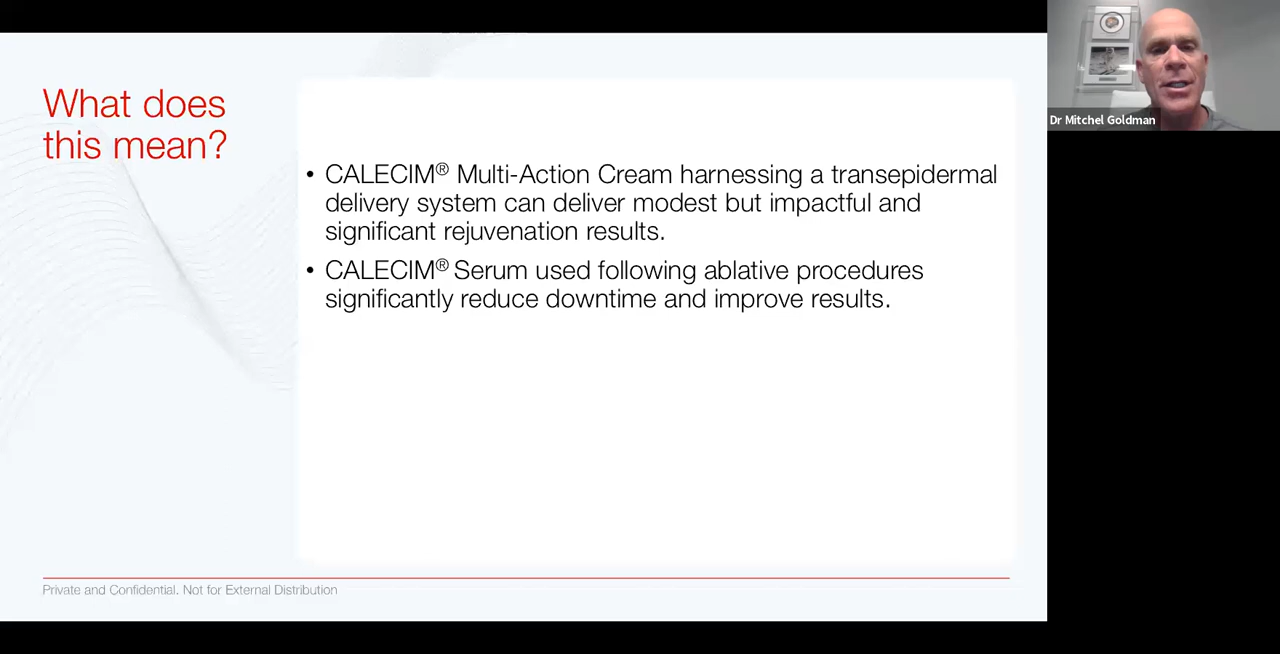 What does
this mean?
• CALECIM® Multi-Action Cream harnessing a transepidermal
delivery system can deliver modest but impactful and
significant rejuvenation results.
• CALECIM® Serum used following ablative procedures
significantly reduce downtime and improve results.
Private and Confidential. Not for External Distribution
Dr Mitchel Goldman